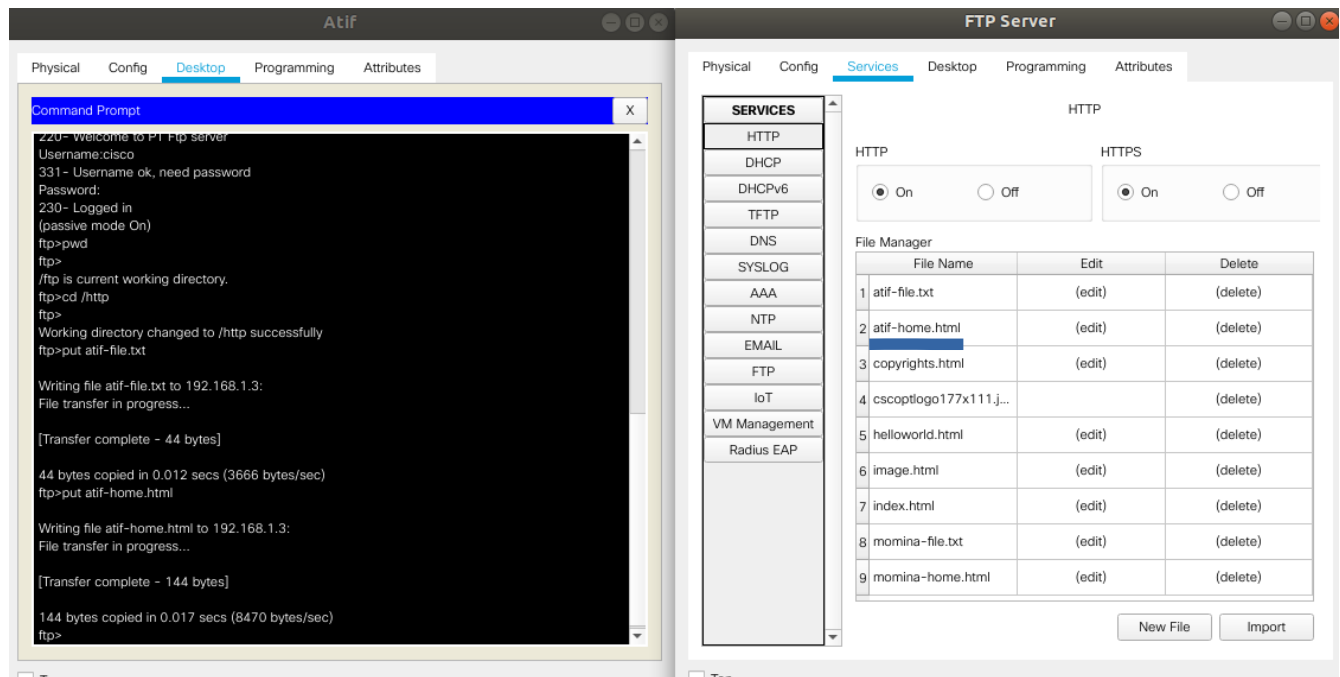 Atif
Physical Config Desktop Programming Attributes
Command Prompt X
220- Welcome to PT Ftp server
Username:cisco
331- Username ok, need password
Password:
230- Logged in
(passive mode On)
ftp>pwd
ftp>
/ftp is current working directory.
ftp>cd /http
ftp>
Working directory changed to /http successfully
ftp>put atif-file.txt
Writing file atif-file.txt to 192.168.1.3:
File transfer in progress...
[Transfer complete - 44 bytes]
44 bytes copied in 0.012 secs (3666 bytes/sec)
ftp>put atif-home.html
Writing file atif-home.html to 192.168.1.3:
File transfer in progress...
[Transfer complete - 144 bytes]
144 bytes copied in 0.017 secs (8470 bytes/sec)
ftp>
FTP Server
Physical Config Services Desktop Programming Attributes
SERVICES
HTTP
DHCP
DHCPv6
TFTP
DNS
SYSLOG
AAA
NTP
EMAIL
FTP
IoT
VM Management
Radius EAP
HTTP
HTTP HTTPS
On Off On Off
File Manager
File Name Edit Delete
1 atif-file.txt (edit) (delete)
2 atif-home.html (edit) (delete)
3 copyrights.html (edit) (delete)
4 cscoptlogo177x111.j... (delete)
5 helloworld.html (edit) (delete)
6 image.html (edit) (delete)
7 index.html (edit) (delete)
8 momina-file.txt (edit) (delete)
9 momina-home.html (edit) (delete)
New File Import